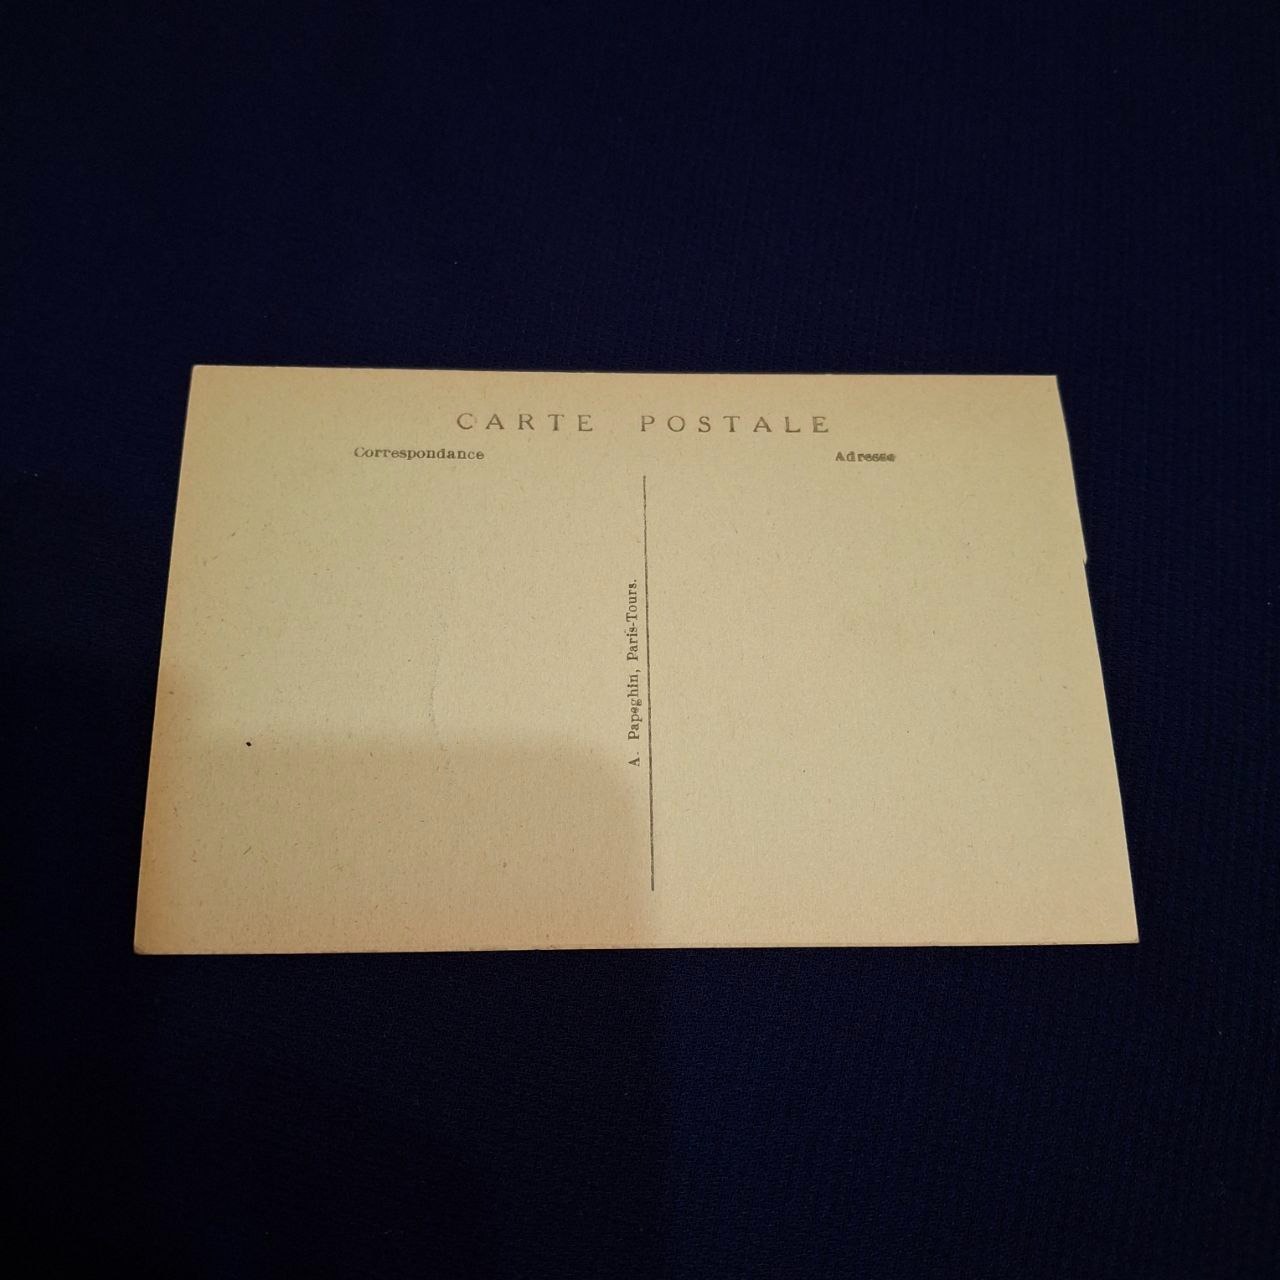 CARTE POSTALE
Correspondance
Adresse
A. Papeghin, Paris-Tours.